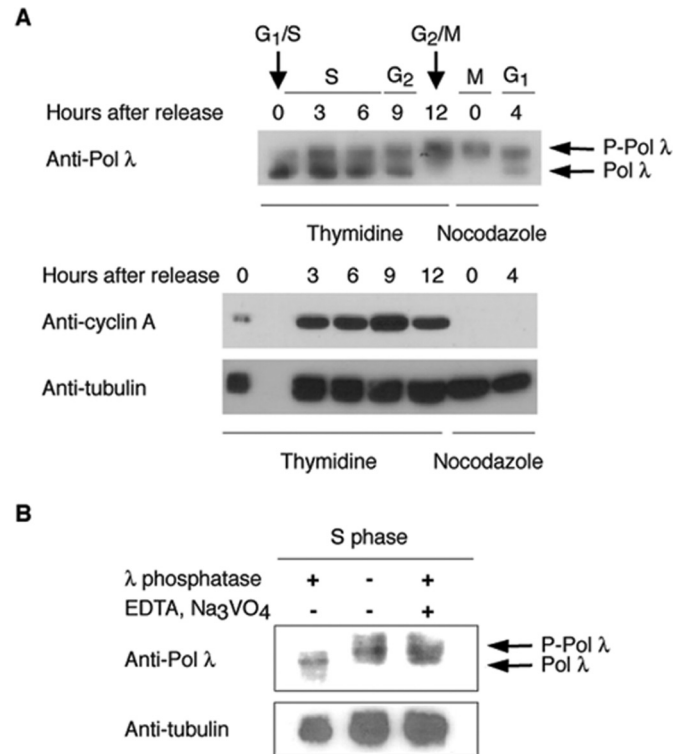 A
G1/S G2/M
S G2 M G1
Hours after release 0 3 6 9 12 0 4
Anti-Pol λ P-Pol λ
Pol λ
Thymidine Nocodazole
Hours after release 0 3 6 9 12 0 4
Anti-cyclin A
Anti-tubulin
Thymidine Nocodazole
B
S phase
λ phosphatase + - +
EDTA, Na3VO4 - - +
Anti-Pol λ P-Pol λ
Pol λ
Anti-tubulin